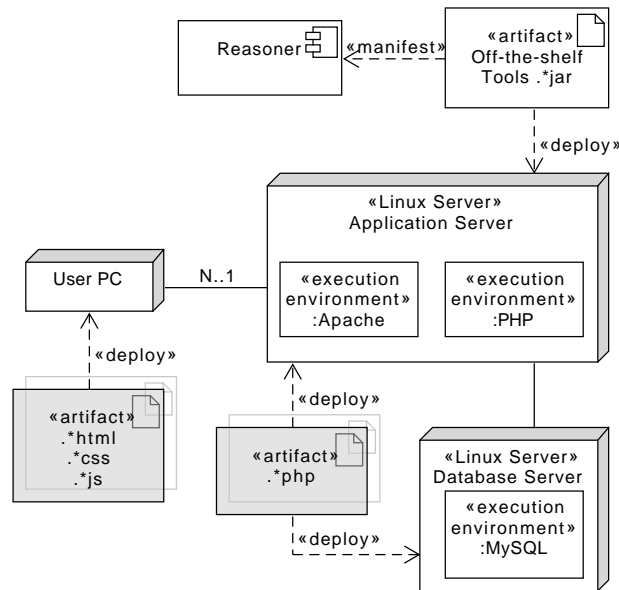 Reasoner
«manifest»
«artifact»
Off-the-shelf
Tools .*jar
«deploy»
«Linux Server»
Application Server
User PC
N..1
«execution
environment»
:Apache
«execution
environment»
:PHP
«deploy»
«deploy»
«artifact»
.*html
.*css
.*js
«artifact»
.*php
«Linux Server»
Database Server
«execution
environment»
:MySQL
«deploy»